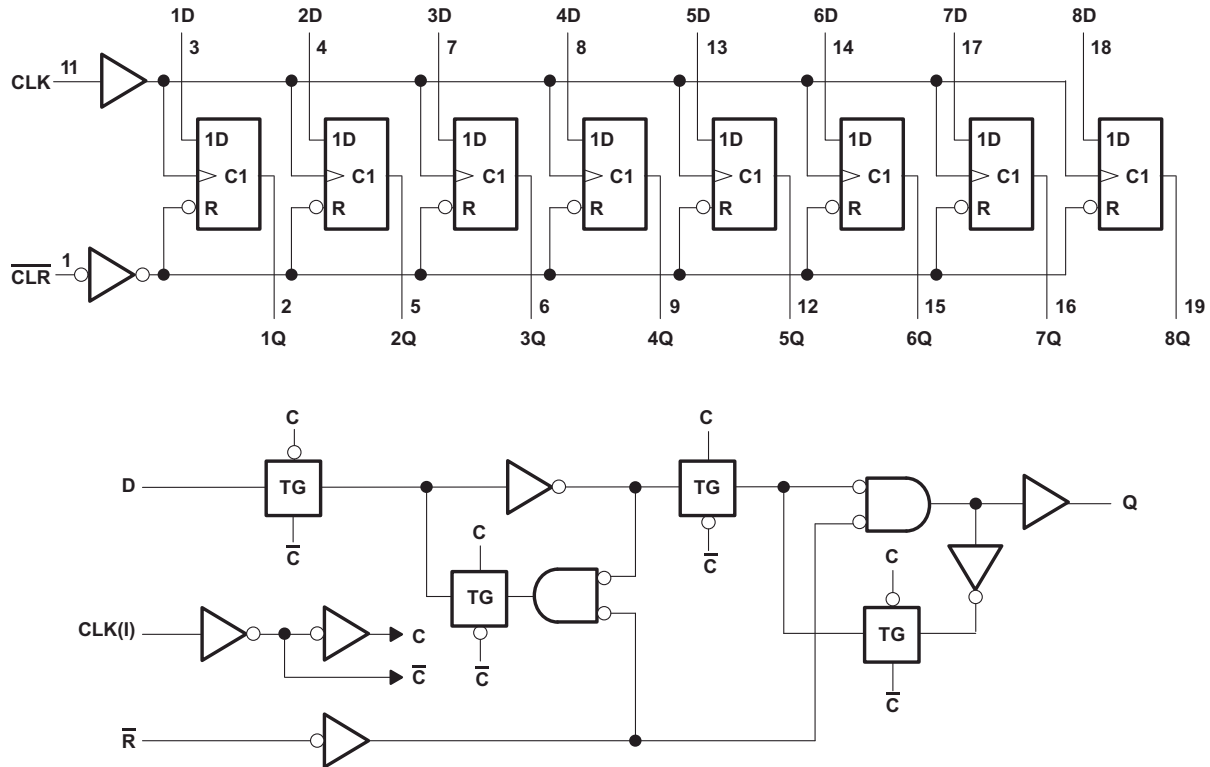 1D 2D 3D 4D 5D 6D 7D 8D
3 4 7 8 13 14 17 18
CLK 11
1D 1D 1D 1D 1D 1D 1D 1D
C1 C1 C1 C1 C1 C1 C1 C1
R R R R R R R R
C̅L̅R̅ 1
2 5 6 9 12 15 16 19
1Q 2Q 3Q 4Q 5Q 6Q 7Q 8Q
C C
D TG TG Q
C C̅ C̅ C
TG
CLK(I) C TG
C̅ C̅ C̅
R̅